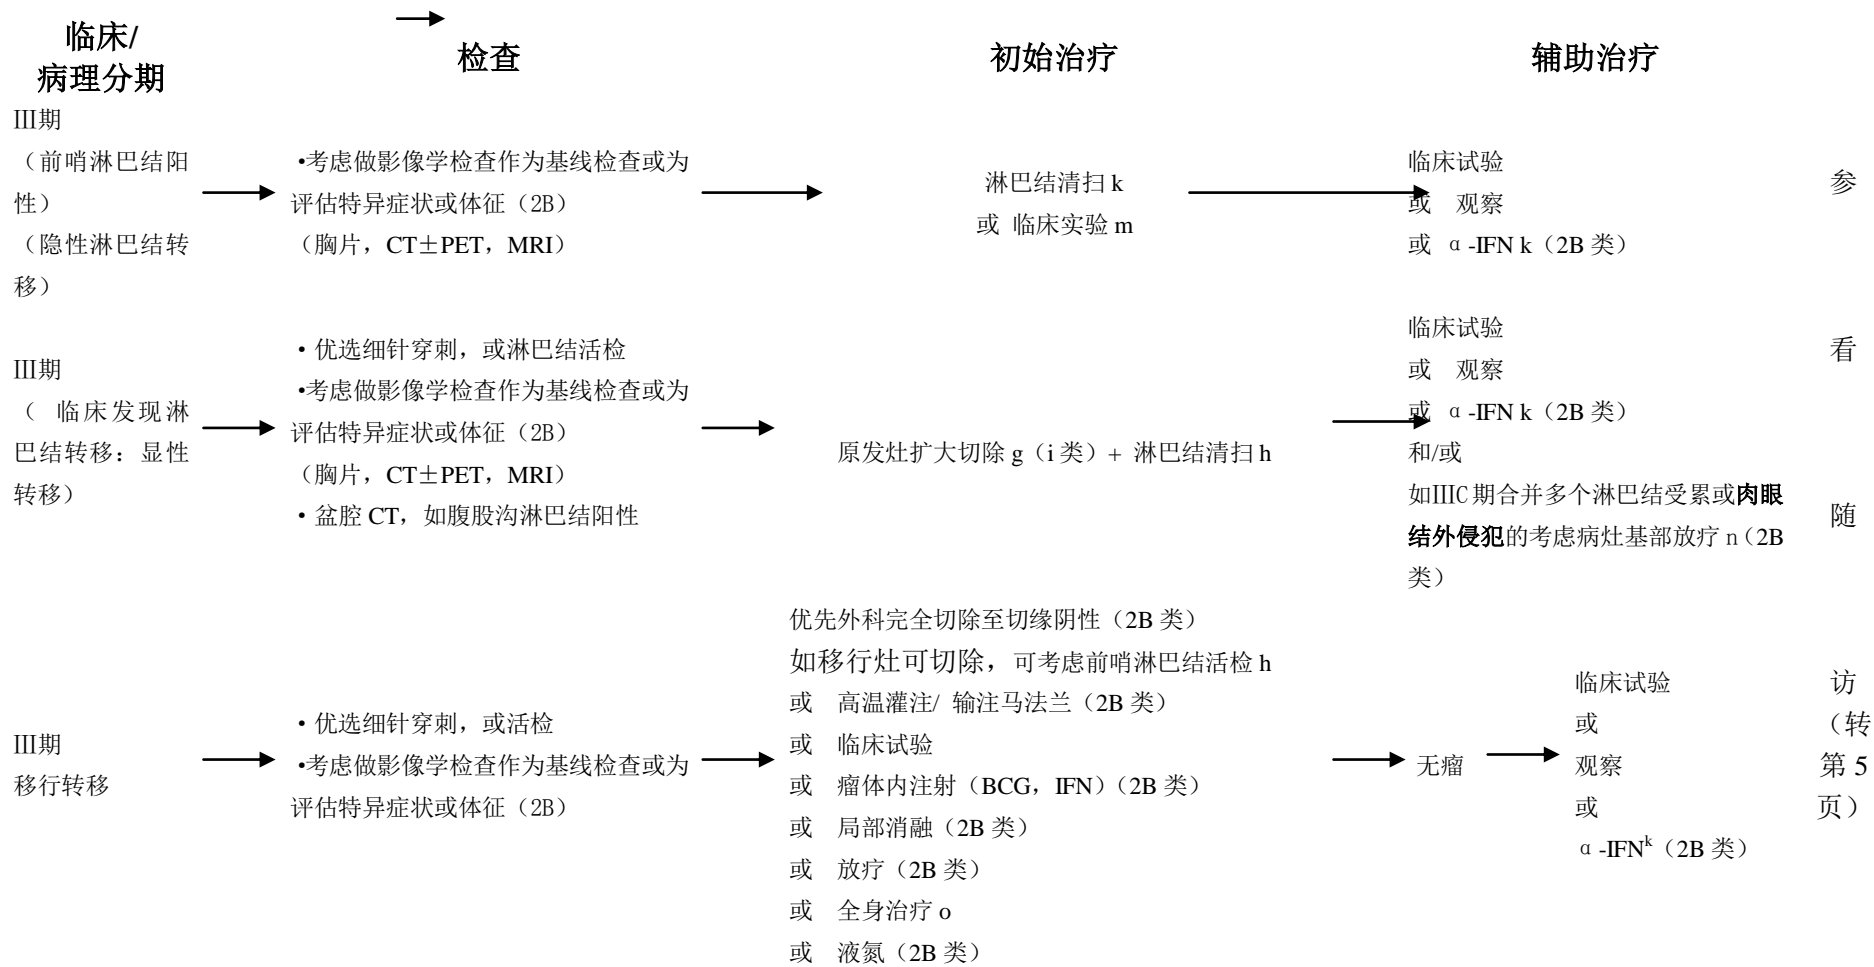 临床/
病理分期
检查
初始治疗
辅助治疗
Ⅲ期
（前哨淋巴结阳
性）
（隐性淋巴结转
移）
•考虑做影像学检查作为基线检查或为
评估特异症状或体征（2B）
（胸片，CT±PET，MRI）
淋巴结清扫 k
或 临床实验 m
临床试验
或 观察
或 α-IFN k（2B 类）
Ⅲ期
（ 临床发现淋
巴结转移：显性
转移）
• 优选细针穿刺，或淋巴结活检
•考虑做影像学检查作为基线检查或为
评估特异症状或体征（2B）
（胸片，CT±PET，MRI）
• 盆腔 CT，如腹股沟淋巴结阳性
原发灶扩大切除 g（i 类）+ 淋巴结清扫 h
临床试验
或 观察
或 α-IFN k（2B 类）
和/或
如ⅢC 期合并多个淋巴结受累或肉眼
结外侵犯的考虑病灶基部放疗 n（2B
类）
Ⅲ期
移行转移
• 优选细针穿刺，或活检
•考虑做影像学检查作为基线检查或为
评估特异症状或体征（2B）
优先外科完全切除至切缘阴性（2B 类）
如移行灶可切除，可考虑前哨淋巴结活检 h
或 高温灌注/ 输注马法兰（2B 类）
或 临床试验
或 瘤体内注射（BCG，IFN）（2B 类）
或 局部消融（2B 类）
或 放疗（2B 类）
或 全身治疗 o
或 液氮（2B 类）
无瘤
临床试验
或
观察
或
α-IFNᵏ（2B 类）
参
看
随
访
（转
第 5
页）